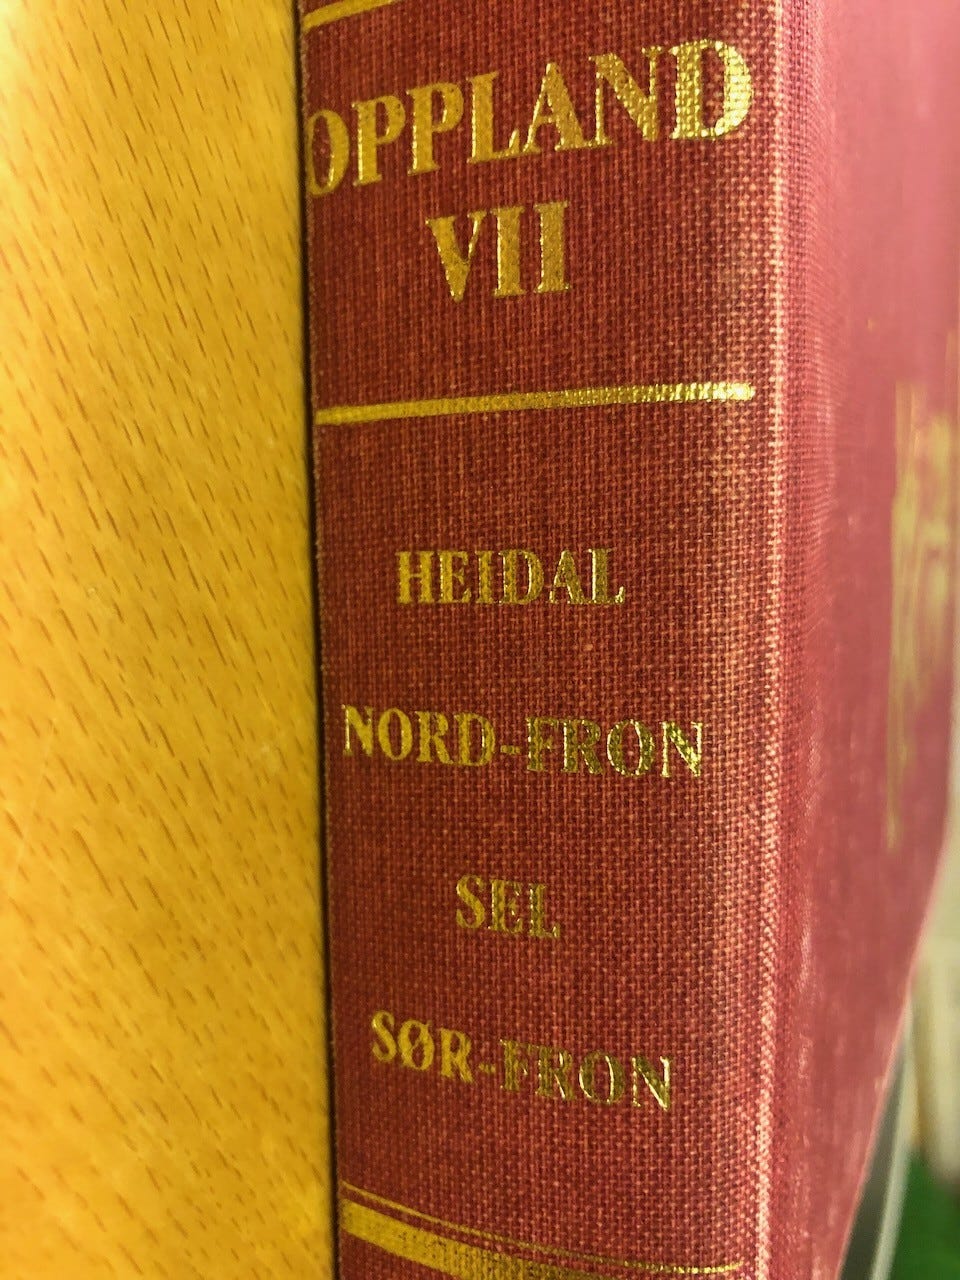 OPPLAND
VII
HEIDAL
NORD-FRON
SEL
SØR-FRON